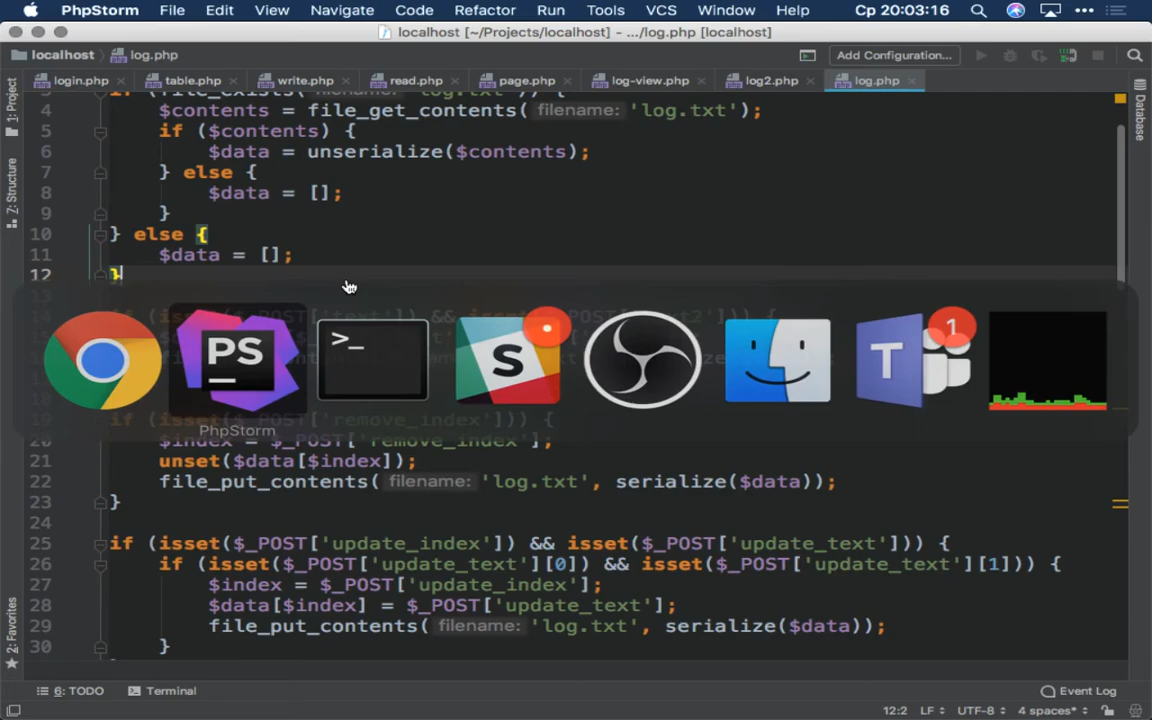 PhpStorm File Edit View Navigate Code Refactor Run Tools VCS Window Help Ср 20:03:16
localhost [~/Projects/localhost] - .../log.php [localhost]
localhost log.php Add Configuration...
login.php table.php write.php read.php page.php log-view.php log2.php log.php
1: Project
7: Structure
2: Favorites
Database
4 $contents = file_get_contents( filename: 'log.txt');
5 if ($contents) {
6 $data = unserialize($contents);
7 } else {
8 $data = [];
9 }
10 } else {
11 $data = [];
12 }
PS
>_
S
T
1
PhpStorm
$index = $_POST['remove_index'];
21 unset($data[$index]);
22 file_put_contents( filename: 'log.txt', serialize($data));
23 }
24
25 if (isset($_POST['update_index']) && isset($_POST['update_text'])) {
26 if (isset($_POST['update_text'][0]) && isset($_POST['update_text'][1])) {
27 $index = $_POST['update_index'];
28 $data[$index] = $_POST['update_text'];
29 file_put_contents( filename: 'log.txt', serialize($data));
30 }
6: TODO Terminal Event Log
12:2 LF UTF-8 4 spaces*